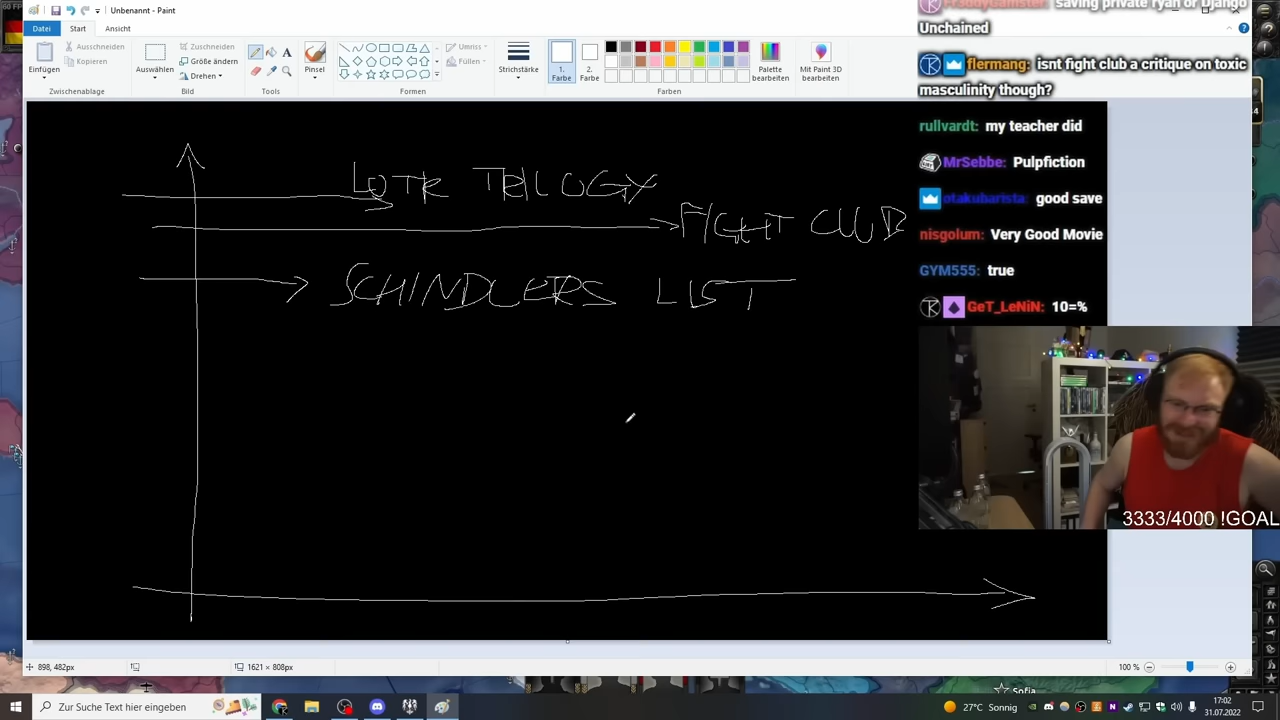 60 FPS
Unbenannt - Paint
Datei Start Ansicht
Einfügen
Ausschneiden
Kopieren
Zwischenablage
Auswählen
Zuschneiden
Größe ändern
Drehen
Bild
Tools
Pinsel
Formen
Umriss
Füllen
Strichstärke
1. Farbe
2. Farbe
Farben
Palette bearbeiten
Mit Paint 3D bearbeiten
saving private ryan or Django Unchained
flermang: isnt fight club a critique on toxic masculinity though?
rullvardt: my teacher did
MrSebbe: Pulpfiction
otakubarista: good save
nisgolum: Very Good Movie
GYM555: true
GeT_LeNiN: 10=%
LOTR TRILOGY
FIGHT CLUB
SCHINDLERS LIST
3333/4000 !GOAL
898, 482px
1621 × 808px
100 %
Sofia
Zur Suche Text hier eingeben
27°C Sonnig
17:02
31.07.2022